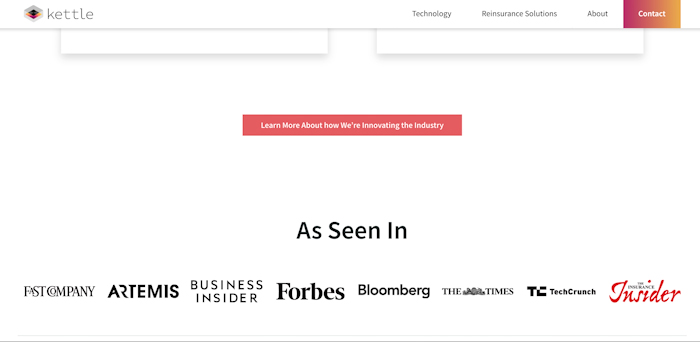 kettle
Technology
Reinsurance Solutions
About
Contact
Learn More About how We're Innovating the Industry
As Seen In
FAST COMPANY
ARTEMIS
BUSINESS
INSIDER
Forbes
Bloomberg
THE TIMES
TechCrunch
THE
INSURANCE
Insider